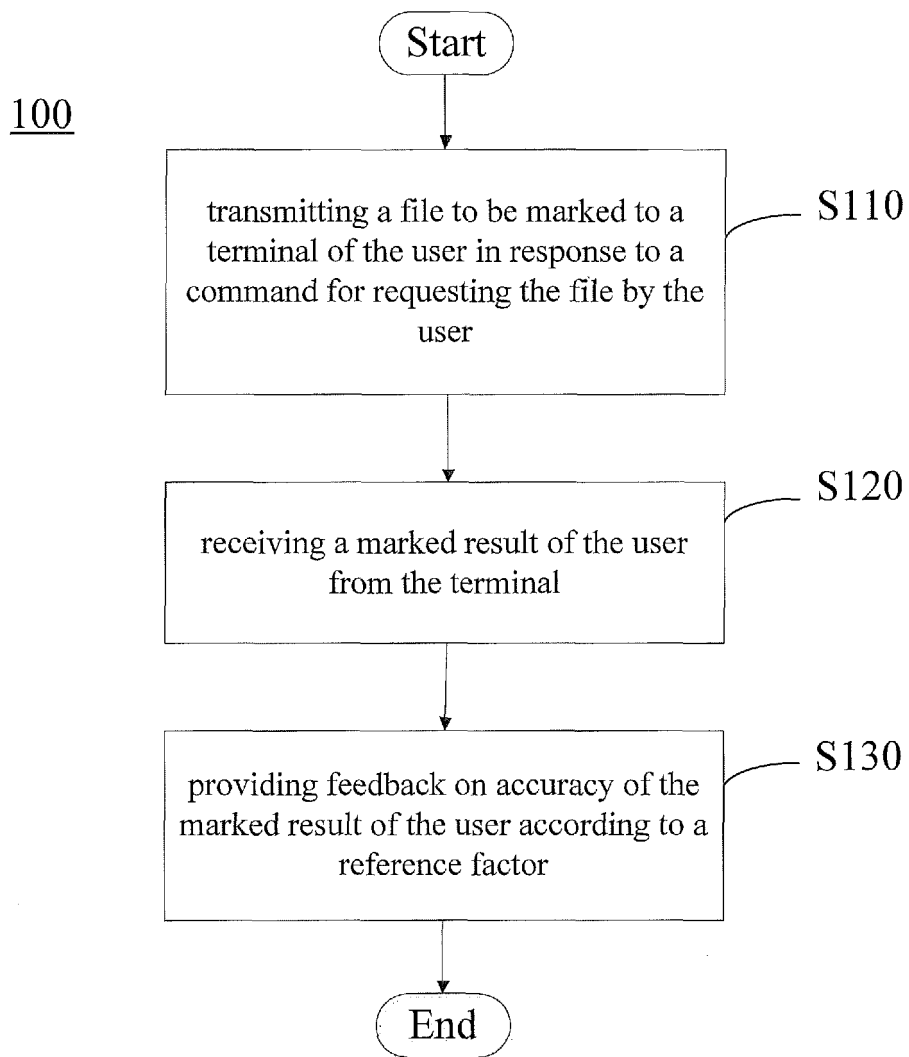 Start
100
transmitting a file to be marked to a
terminal of the user in response to a
command for requesting the file by the
user
S110
receiving a marked result of the user
from the terminal
S120
providing feedback on accuracy of the
marked result of the user according to a
reference factor
S130
End